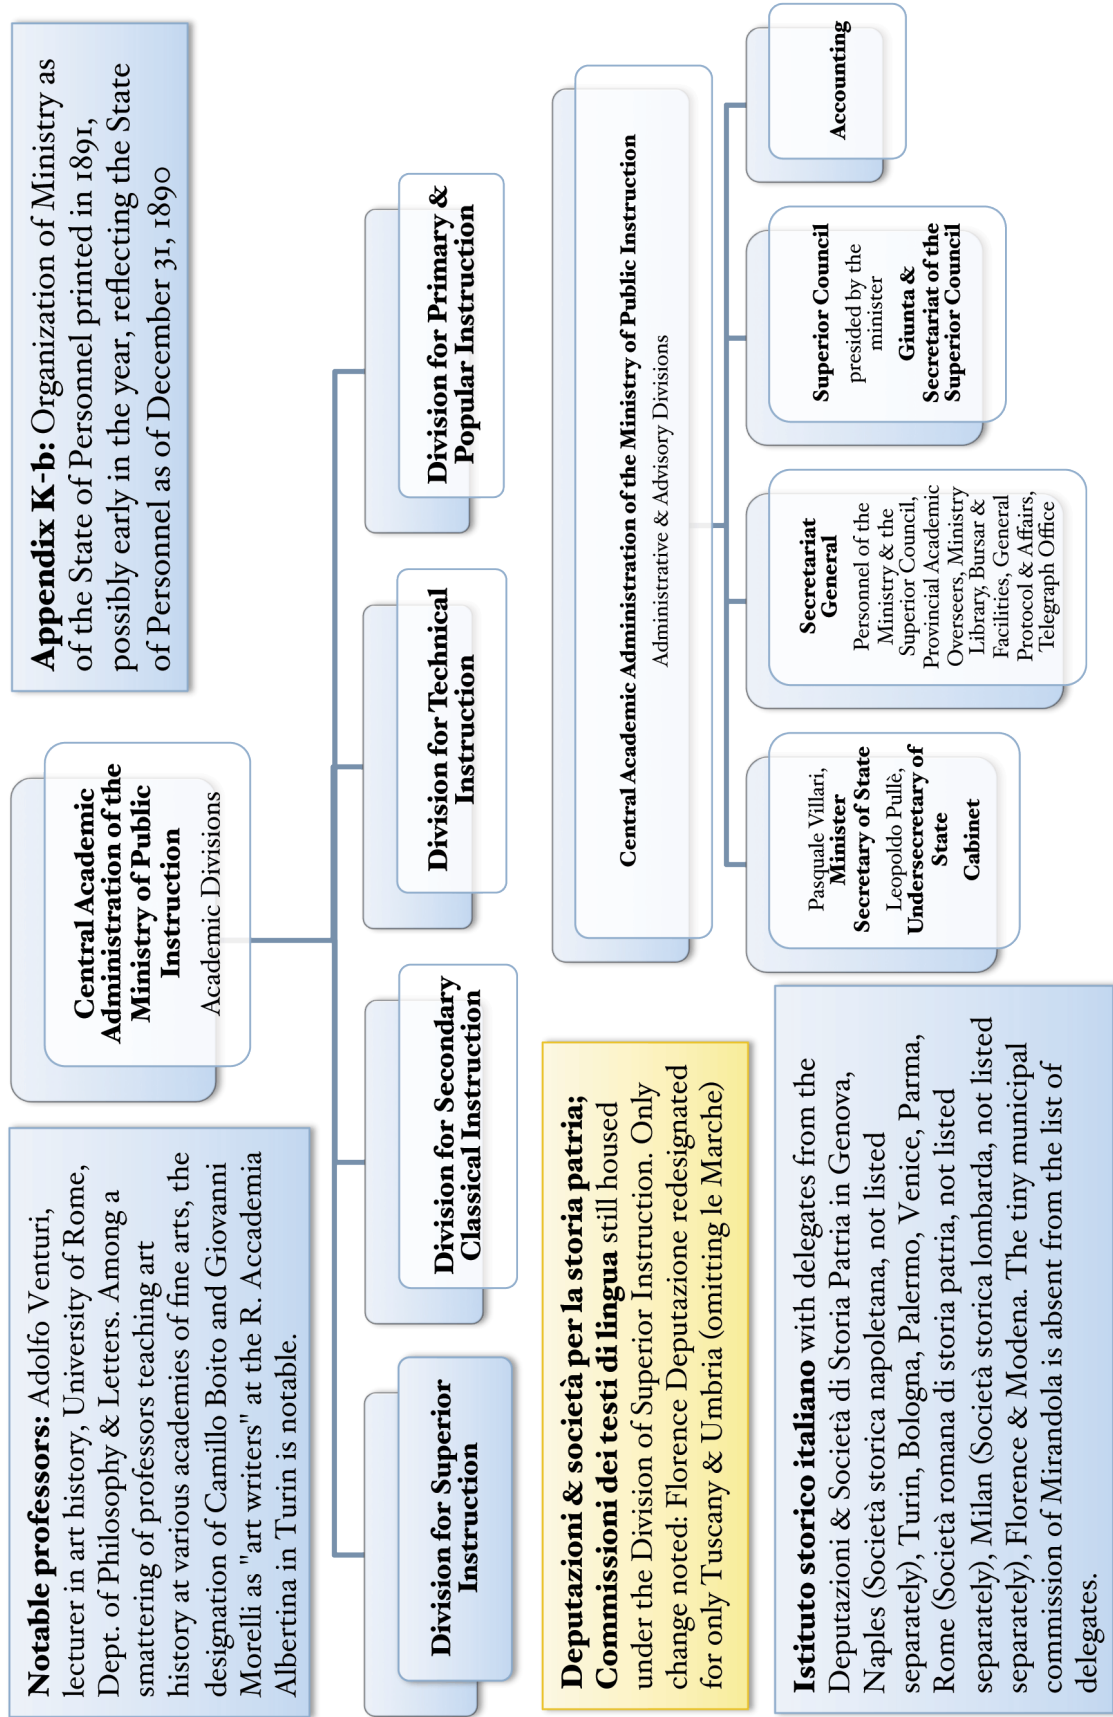 Notable professors: Adolfo Venturi,
lecturer in art history, University of Rome,
Dept. of Philosophy & Letters. Among a
smattering of professors teaching art
history at various academies of fine arts, the
designation of Camillo Boito and Giovanni
Morelli as "art writers" at the R. Accademia
Albertina in Turin is notable.
Central Academic
Administration of the
Ministry of Public
Instruction
Academic Divisions
Appendix K-b: Organization of Ministry as
of the State of Personnel printed in 1891,
possibly early in the year, reflecting the State
of Personnel as of December 31, 1890
Division for Superior
Instruction
Division for Secondary
Classical Instruction
Division for Technical
Instruction
Division for Primary &
Popular Instruction
Deputazioni & società per la storia patria;
Commissioni dei testi di lingua still housed
under the Division of Superior Instruction. Only
change noted: Florence Deputazione redesignated
for only Tuscany & Umbria (omitting le Marche)
Central Academic Administration of the Ministry of Public Instruction
Administrative & Advisory Divisions
Istituto storico italiano with delegates from the
Deputazioni & Società di Storia Patria in Genova,
Naples (Società storica napoletana, not listed
separately), Turin, Bologna, Palermo, Venice, Parma,
Rome (Società romana di storia patria, not listed
separately), Milan (Società storica lombarda, not listed
separately), Florence & Modena. The tiny municipal
commission of Mirandola is absent from the list of
delegates.
Pasquale Villari,
Minister
Secretary of State
Leopoldo Pullè,
Undersecretary of
State
Cabinet
Secretariat
General
Personnel of the
Ministry & the
Superior Council,
Provincial Academic
Overseers, Ministry
Library, Bursar &
Facilities, General
Protocol & Affairs,
Telegraph Office
Superior Council
presided by the
minister
Giunta &
Secretariat of the
Superior Council
Accounting